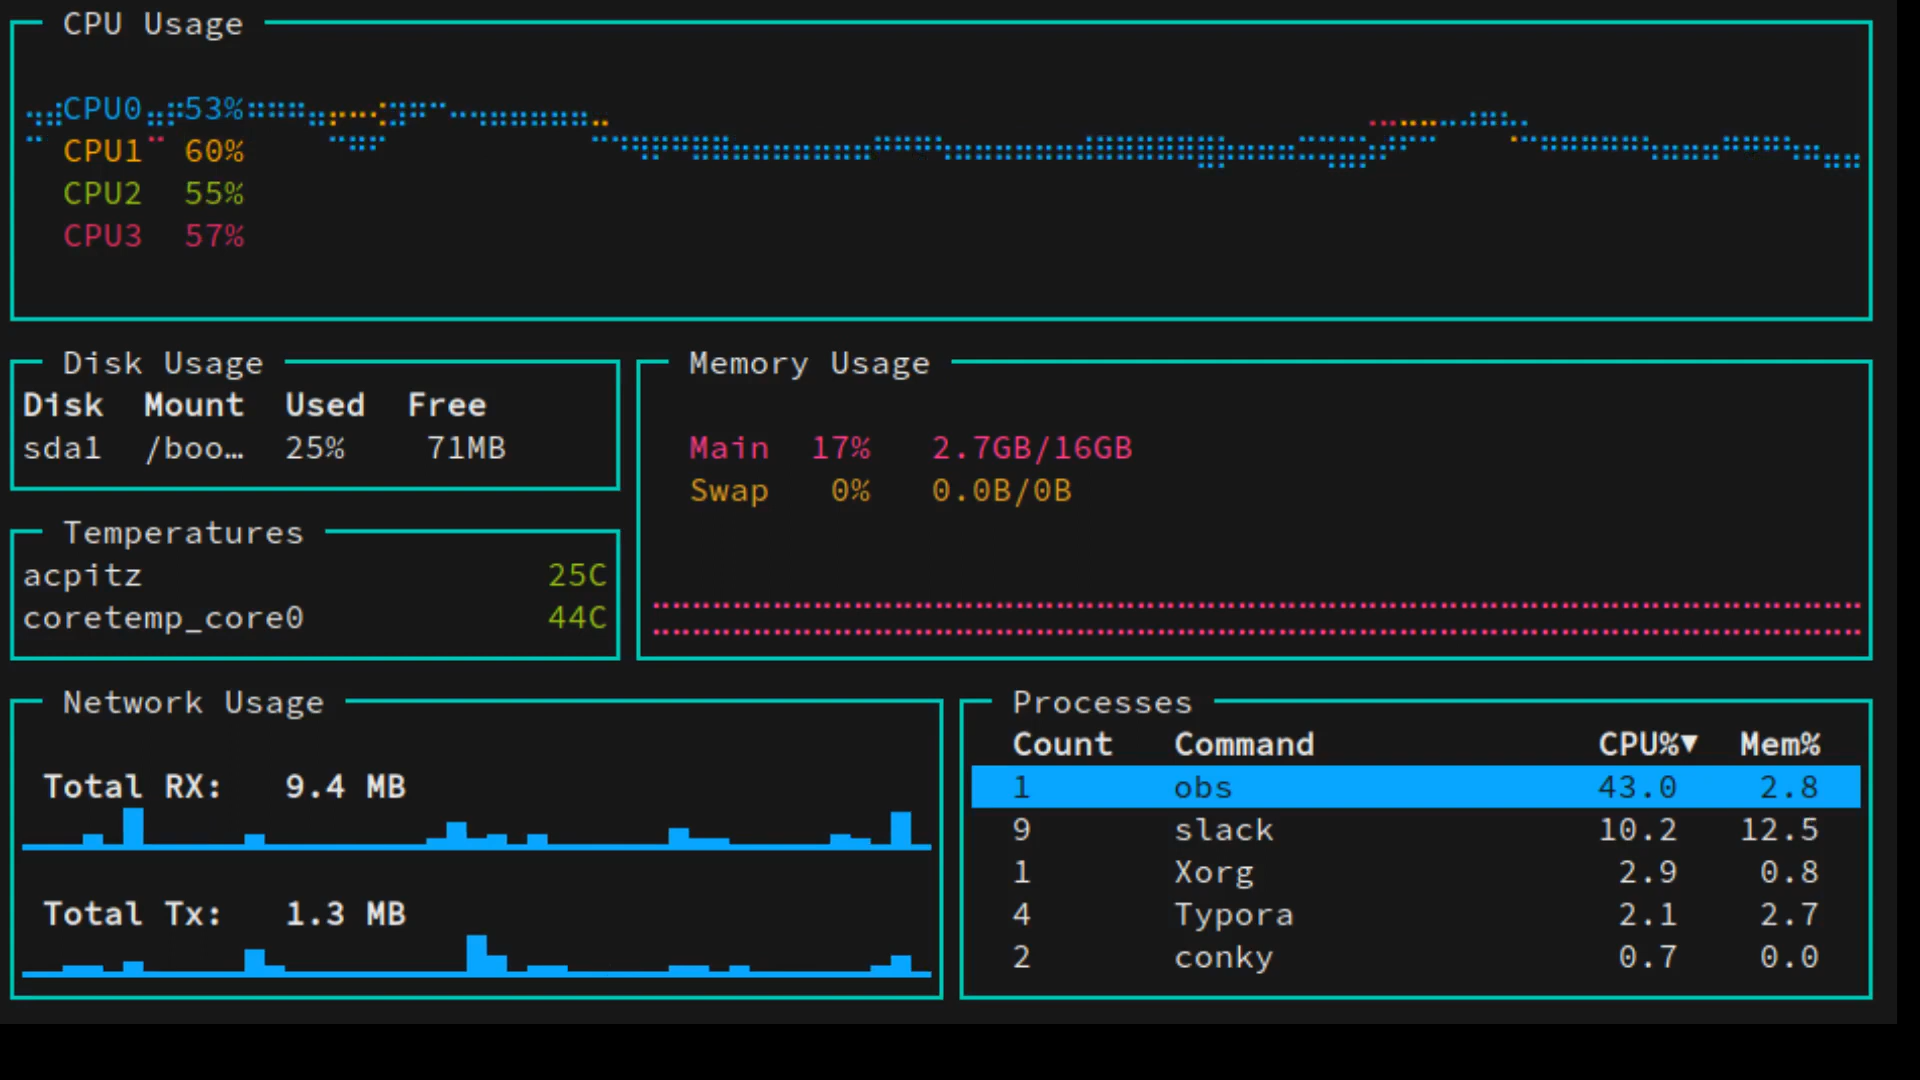 CPU Usage
CPU0 53%
CPU1 60%
CPU2 55%
CPU3 57%
Disk Usage
Disk Mount Used Free
sda1 /boo… 25% 71MB
Memory Usage
Main 17% 2.7GB/16GB
Swap 0% 0.0B/0B
Temperatures
acpitz 25C
coretemp_core0 44C
Network Usage
Total RX: 9.4 MB
Total Tx: 1.3 MB
Processes
Count Command CPU%▼ Mem%
1 obs 43.0 2.8
9 slack 10.2 12.5
1 Xorg 2.9 0.8
4 Typora 2.1 2.7
2 conky 0.7 0.0